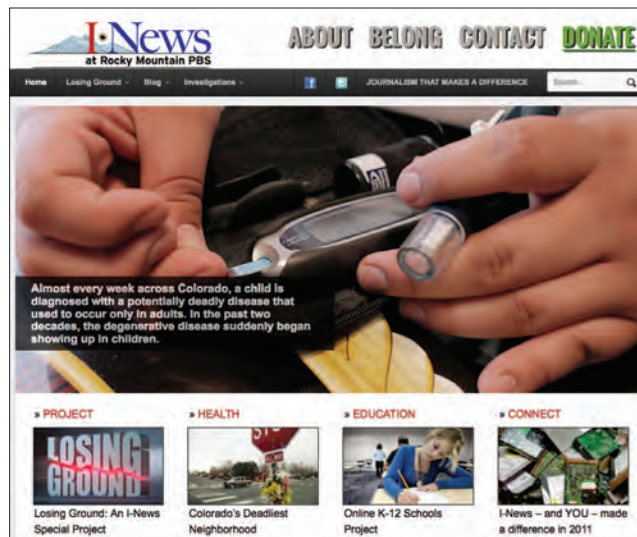 I·News
at Rocky Mountain PBS
ABOUT BELONG CONTACT DONATE
Home Losing Ground Blog Investigations JOURNALISM THAT MAKES A DIFFERENCE Search...
Almost every week across Colorado, a child is
diagnosed with a potentially deadly disease that
used to occur only in adults. In the past two
decades, the degenerative disease suddenly began
showing up in children.
» PROJECT
LOSING
GROUND
Losing Ground: An I-News
Special Project
» HEALTH
Colorado's Deadliest
Neighborhood
» EDUCATION
Online K-12 Schools
Project
» CONNECT
I-News – and YOU – made
a difference in 2011